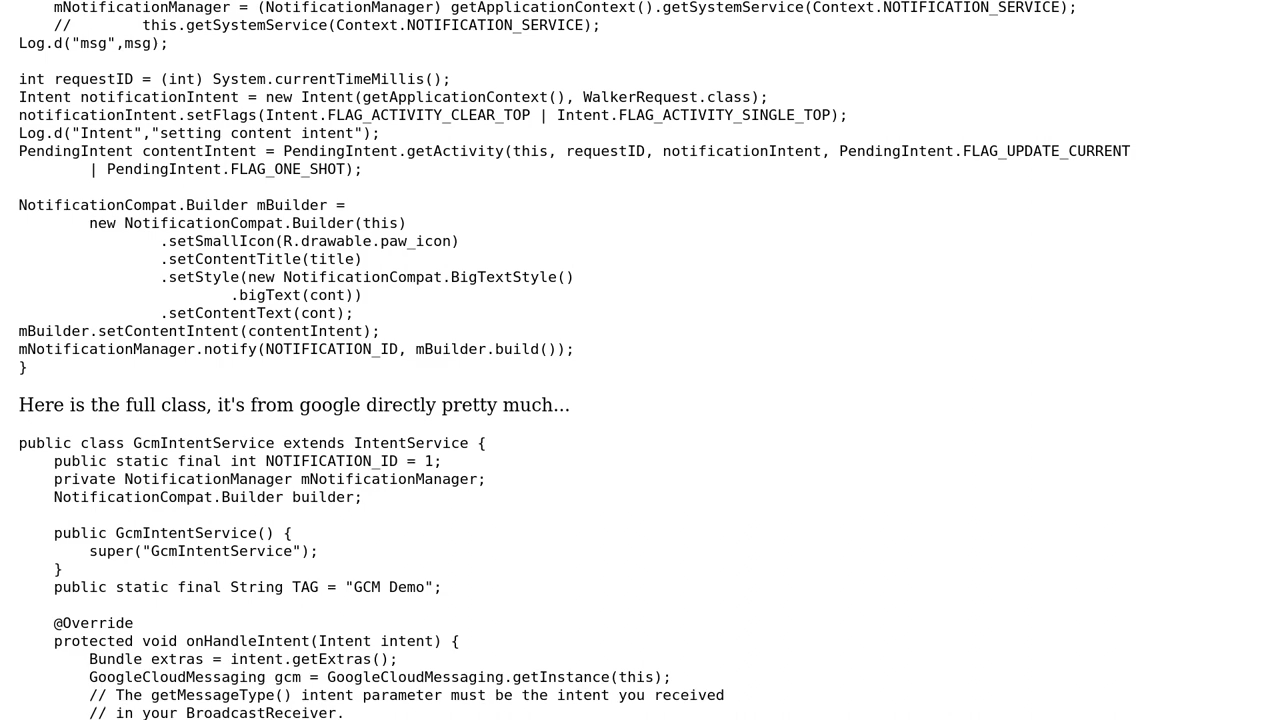 mNotificationManager = (NotificationManager) getApplicationContext().getSystemService(Context.NOTIFICATION_SERVICE);
//        this.getSystemService(Context.NOTIFICATION_SERVICE);
Log.d("msg",msg);

int requestID = (int) System.currentTimeMillis();
Intent notificationIntent = new Intent(getApplicationContext(), WalkerRequest.class);
notificationIntent.setFlags(Intent.FLAG_ACTIVITY_CLEAR_TOP | Intent.FLAG_ACTIVITY_SINGLE_TOP);
Log.d("Intent","setting content intent");
PendingIntent contentIntent = PendingIntent.getActivity(this, requestID, notificationIntent, PendingIntent.FLAG_UPDATE_CURRENT
        | PendingIntent.FLAG_ONE_SHOT);

NotificationCompat.Builder mBuilder =
        new NotificationCompat.Builder(this)
                .setSmallIcon(R.drawable.paw_icon)
                .setContentTitle(title)
                .setStyle(new NotificationCompat.BigTextStyle()
                        .bigText(cont))
                .setContentText(cont);
mBuilder.setContentIntent(contentIntent);
mNotificationManager.notify(NOTIFICATION_ID, mBuilder.build());
}

Here is the full class, it's from google directly pretty much...

public class GcmIntentService extends IntentService {
    public static final int NOTIFICATION_ID = 1;
    private NotificationManager mNotificationManager;
    NotificationCompat.Builder builder;

    public GcmIntentService() {
        super("GcmIntentService");
    }
    public static final String TAG = "GCM Demo";

    @Override
    protected void onHandleIntent(Intent intent) {
        Bundle extras = intent.getExtras();
        GoogleCloudMessaging gcm = GoogleCloudMessaging.getInstance(this);
        // The getMessageType() intent parameter must be the intent you received
        // in your BroadcastReceiver.